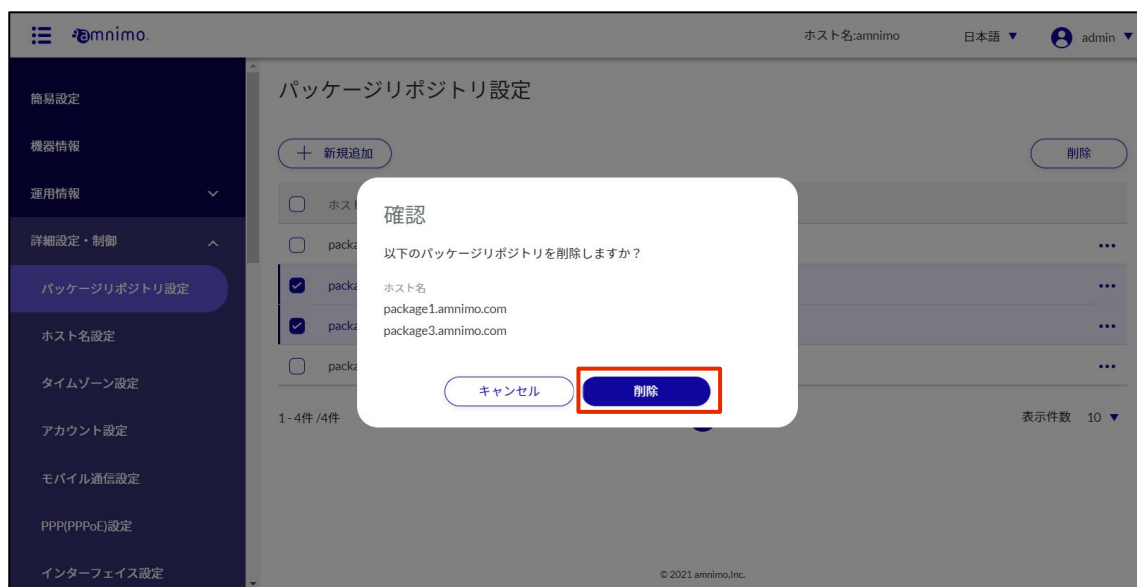 amnimo
ホスト名:amnimo
日本語
admin
簡易設定
機器情報
運用情報
詳細設定・制御
パッケージリポジトリ設定
ホスト名設定
タイムゾーン設定
アカウント設定
モバイル通信設定
PPP(PPPoE)設定
インターフェイス設定
パッケージリポジトリ設定
新規追加
削除
ホスト
packa
packa
packa
packa
確認
以下のパッケージリポジトリを削除しますか？
ホスト名
package1.amnimo.com
package3.amnimo.com
キャンセル
削除
1 - 4件 /4件
表示件数 10
© 2021 amnimo,Inc.